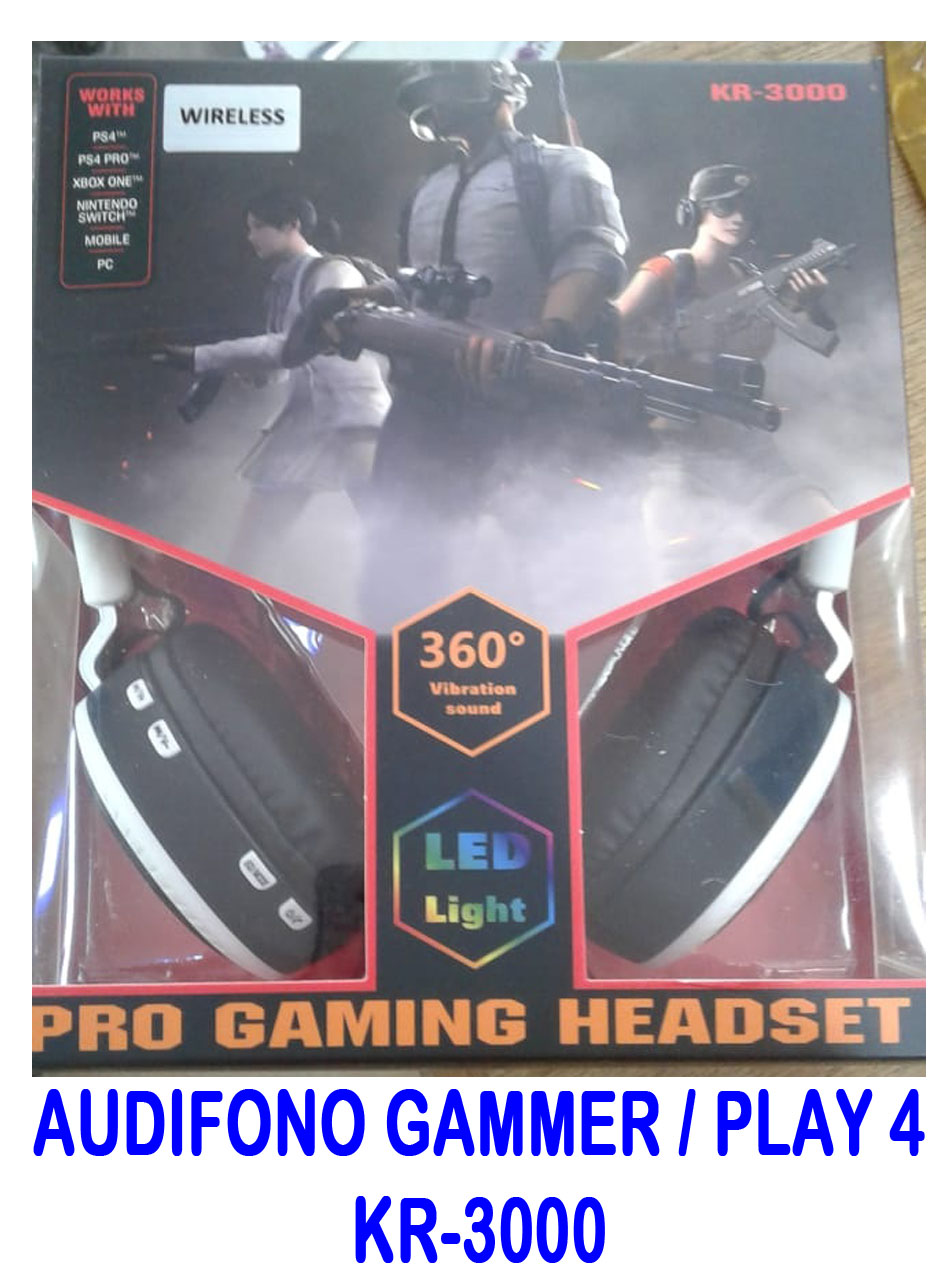 WORKS
WITH
PS4™
PS4 PRO™
XBOX ONE™
NINTENDO
SWITCH™
MOBILE
PC
WIRELESS
KR-3000
360°
Vibration
sound
LED
Light
PRO GAMING HEADSET
AUDIFONO GAMMER / PLAY 4
KR-3000